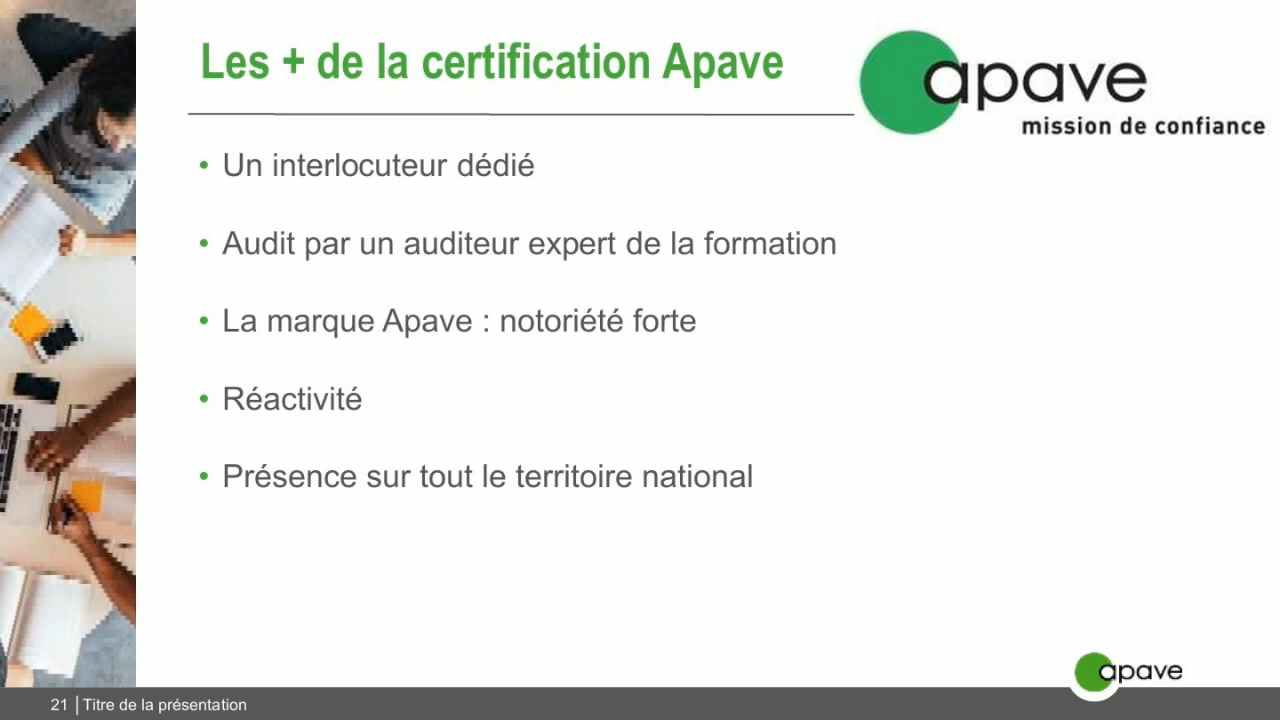 Les + de la certification Apave
apave
mission de confiance
• Un interlocuteur dédié
• Audit par un auditeur expert de la formation
• La marque Apave : notoriété forte
• Réactivité
• Présence sur tout le territoire national
apave
21 | Titre de la présentation